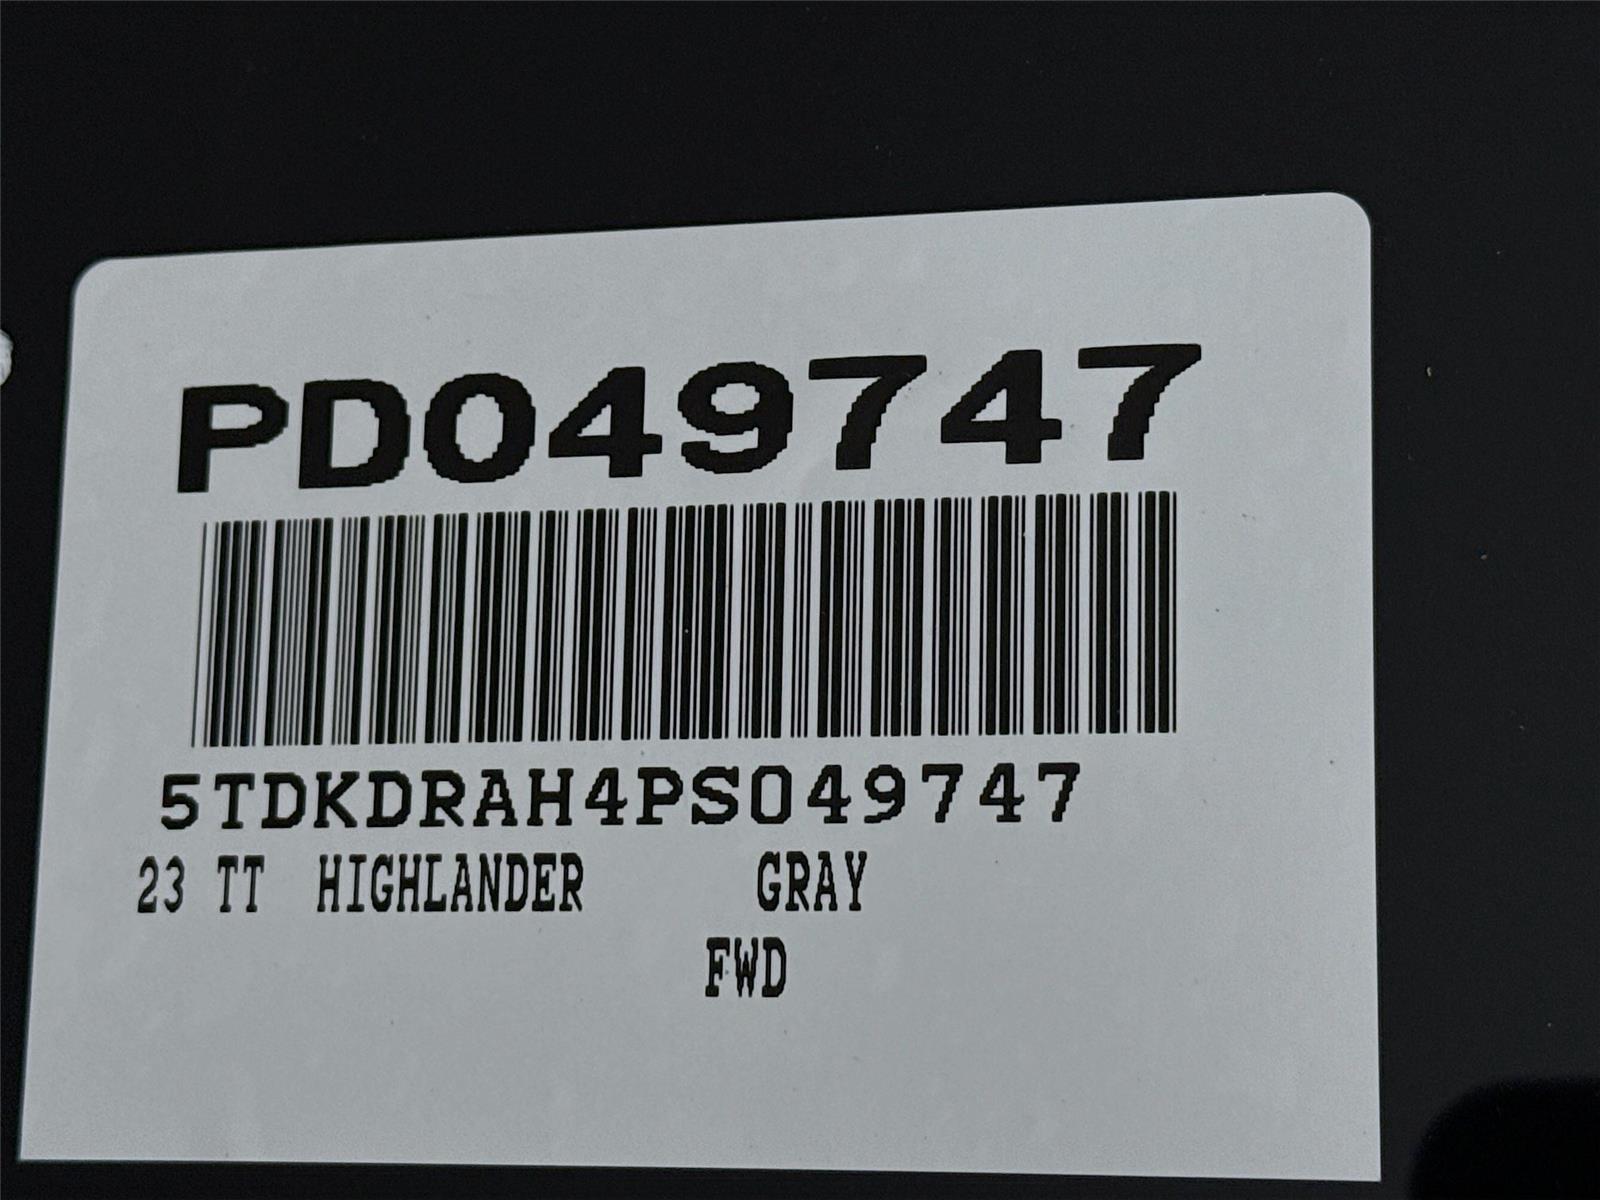 PD049747
5TDKDRAH4PS049747
23 TT HIGHLANDER GRAY
FWD